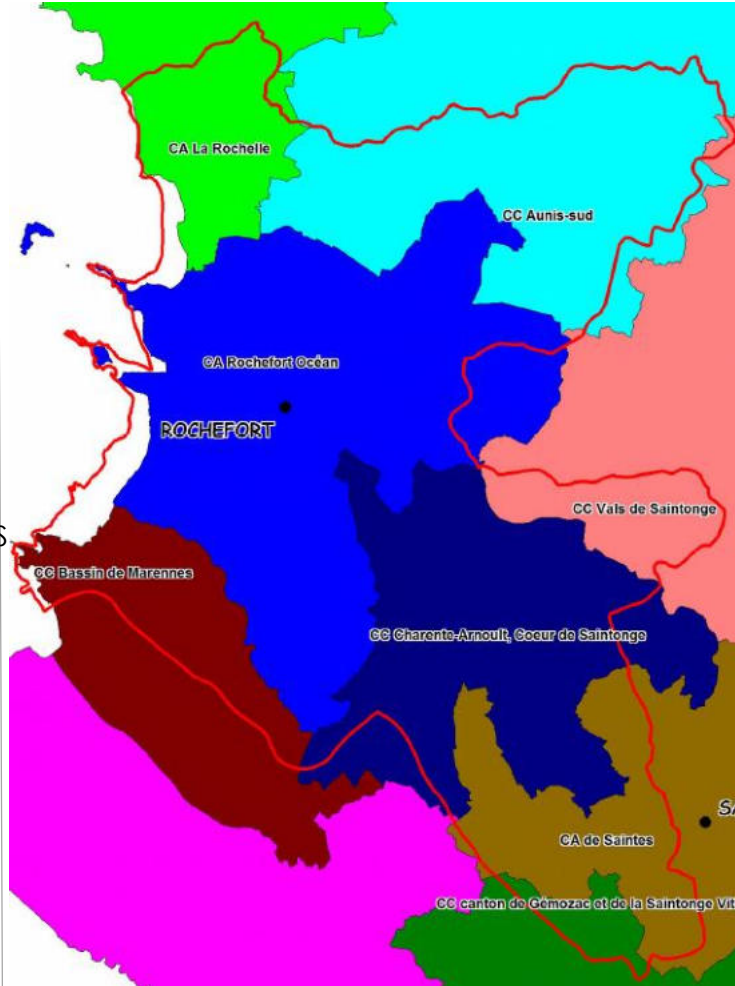 CA La Rochelle
CC Aunis-sud
CA Rochefort Océan
ROCHEFORT
CC Vals de Saintonge
S
CC Bassin de Marennes
CC Charente-Arnoult, Coeur de Saintonge
SA
CA de Saintes
CC canton de Gémozac et de la Saintonge Vit